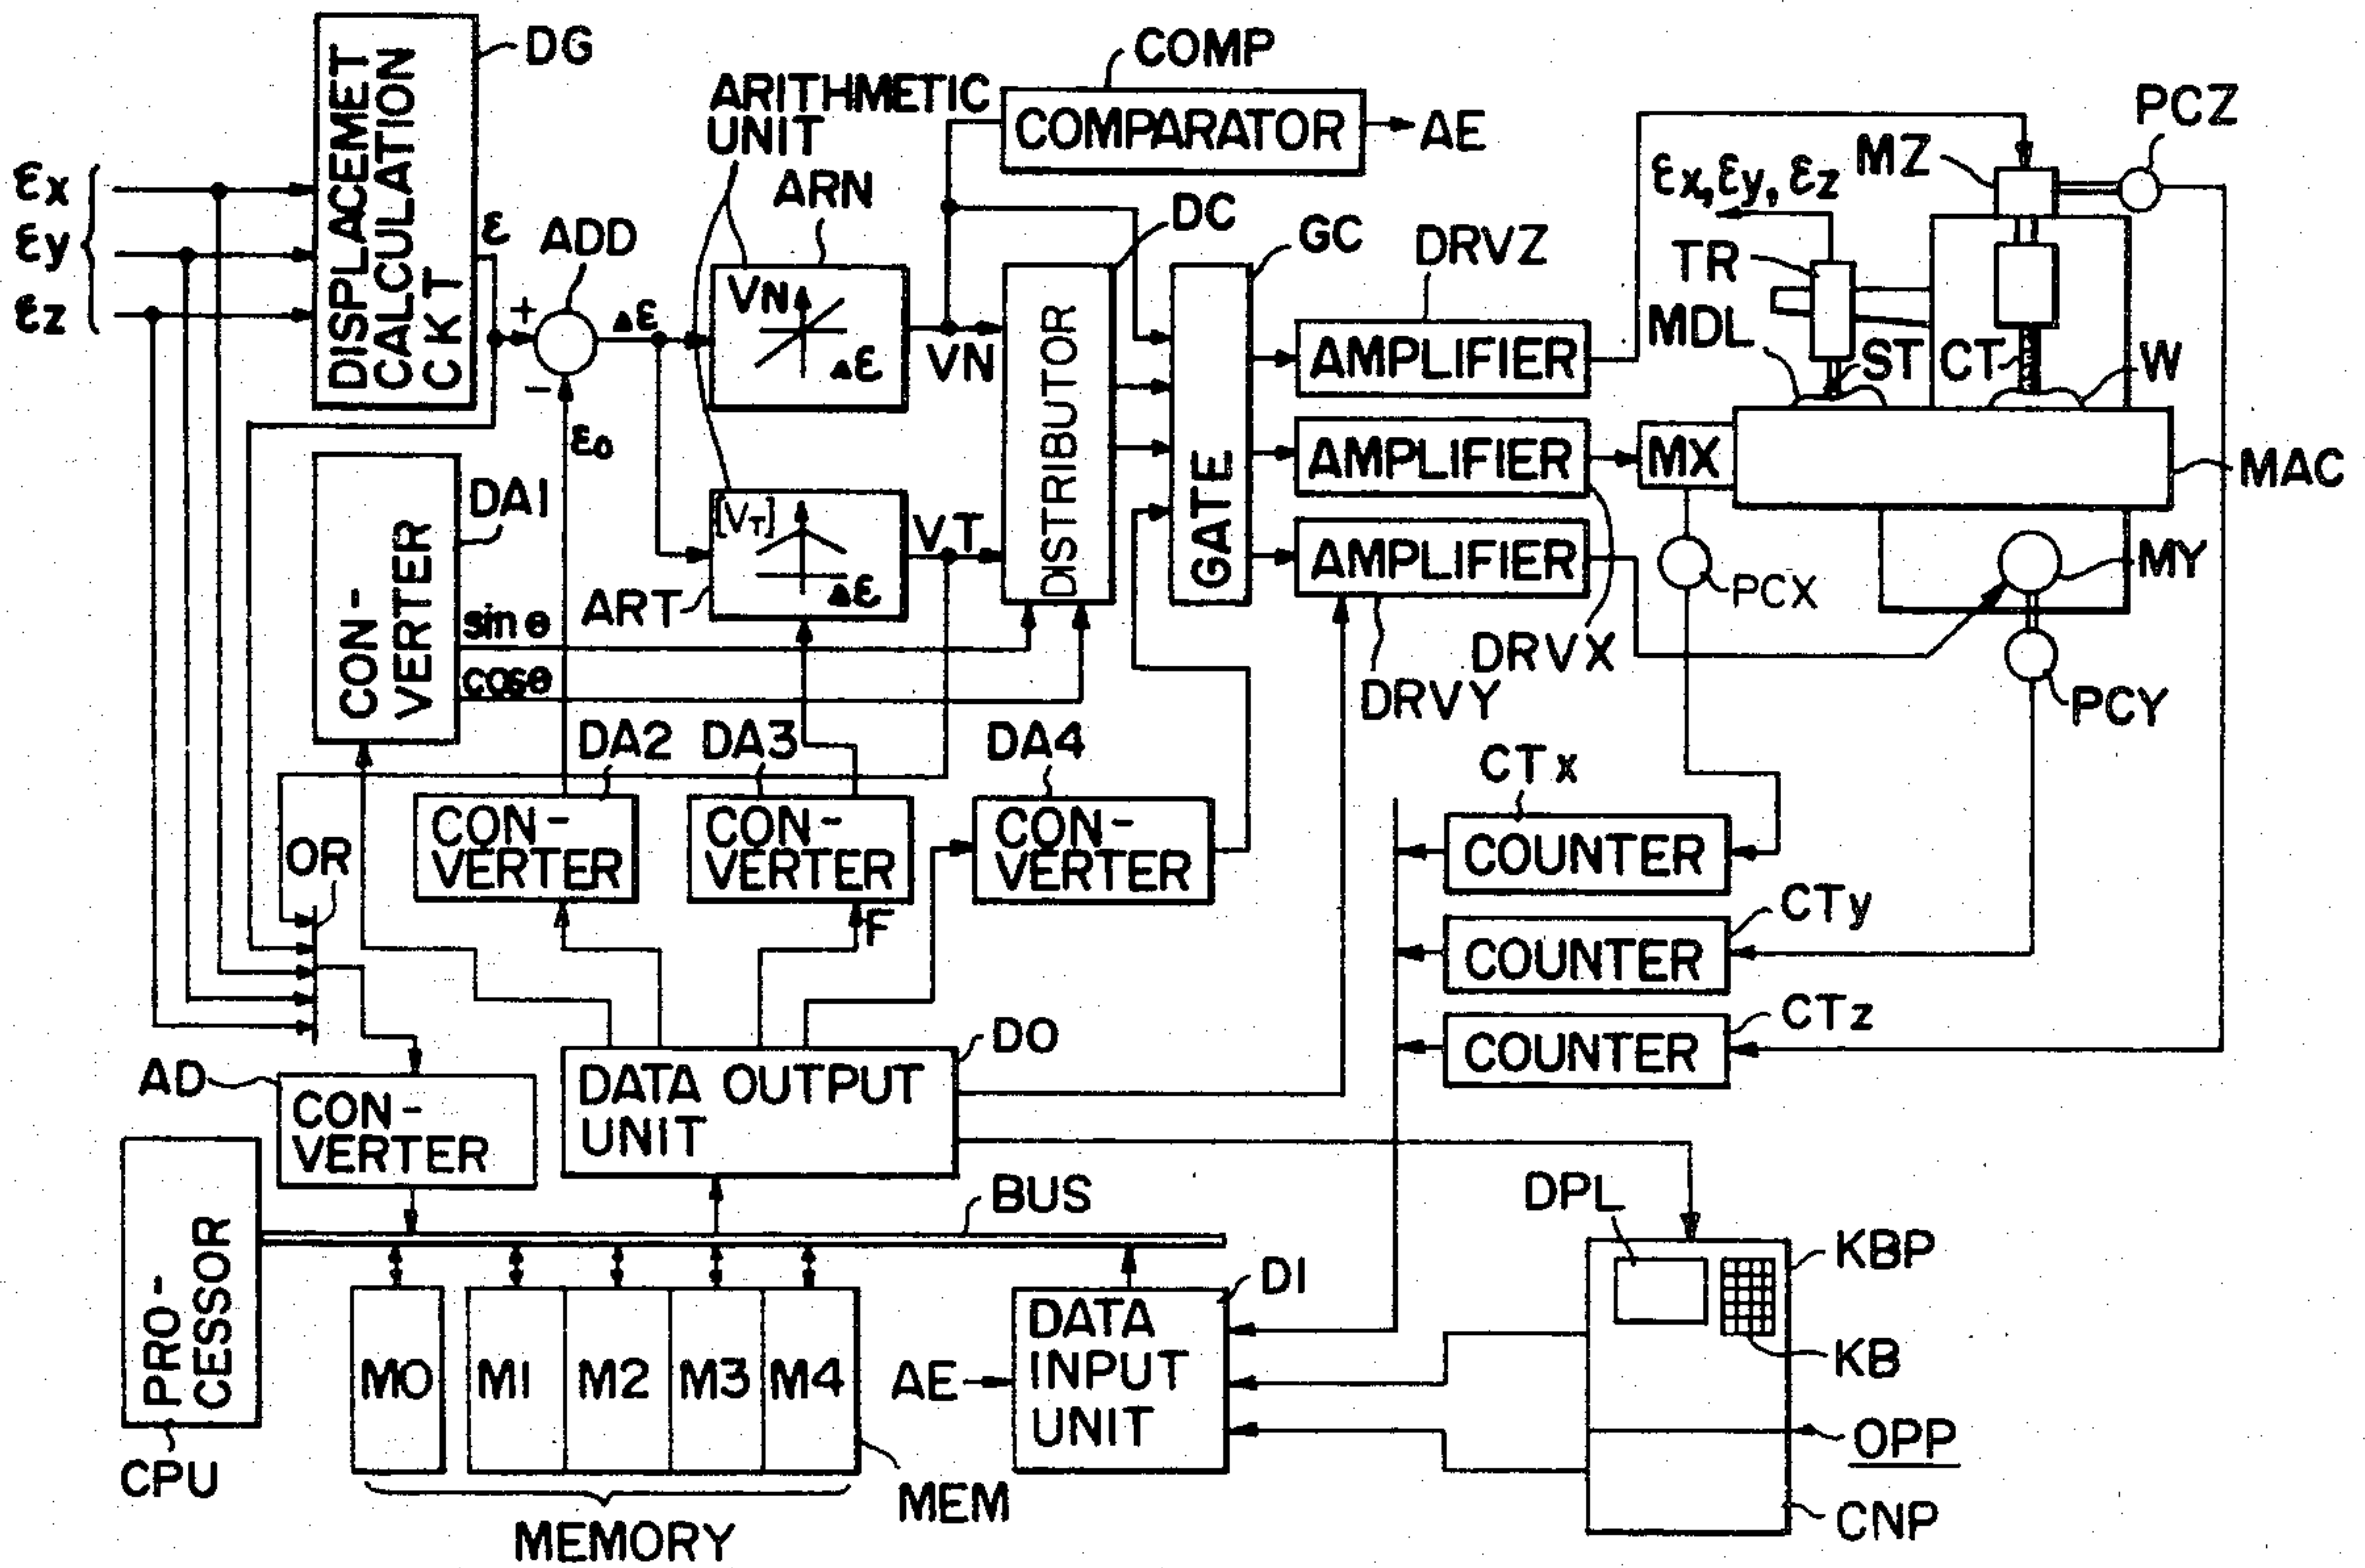 DISPLACEMET
CALCULATION
CKT
DG
εx
εy
εz
ε
ADD
+
-
Δε
εo
ARITHMETIC
UNIT
ARN
VN
Δε
VN
COMP
COMPARATOR
AE
DC
DISTRIBUTOR
GC
GATE
[VT]
Δε
ART
VT
DRVZ
AMPLIFIER
AMPLIFIER
AMPLIFIER
DRVX
DRVY
εx, εy, εz
MZ
PCZ
TR
MDL
ST
CT
W
MX
MAC
PCX
MY
PCY
CON-
VERTER
DA1
sinθ
cosθ
DA2
CON-
VERTER
DA3
CON-
VERTER
F
DA4
CON-
VERTER
OR
CTx
COUNTER
CTy
COUNTER
CTz
COUNTER
AD
CON-
VERTER
DO
DATA OUTPUT
UNIT
BUS
PRO-
CESSOR
CPU
M0
M1
M2
M3
M4
MEM
MEMORY
AE
DI
DATA
INPUT
UNIT
DPL
KBP
KB
OPP
CNP